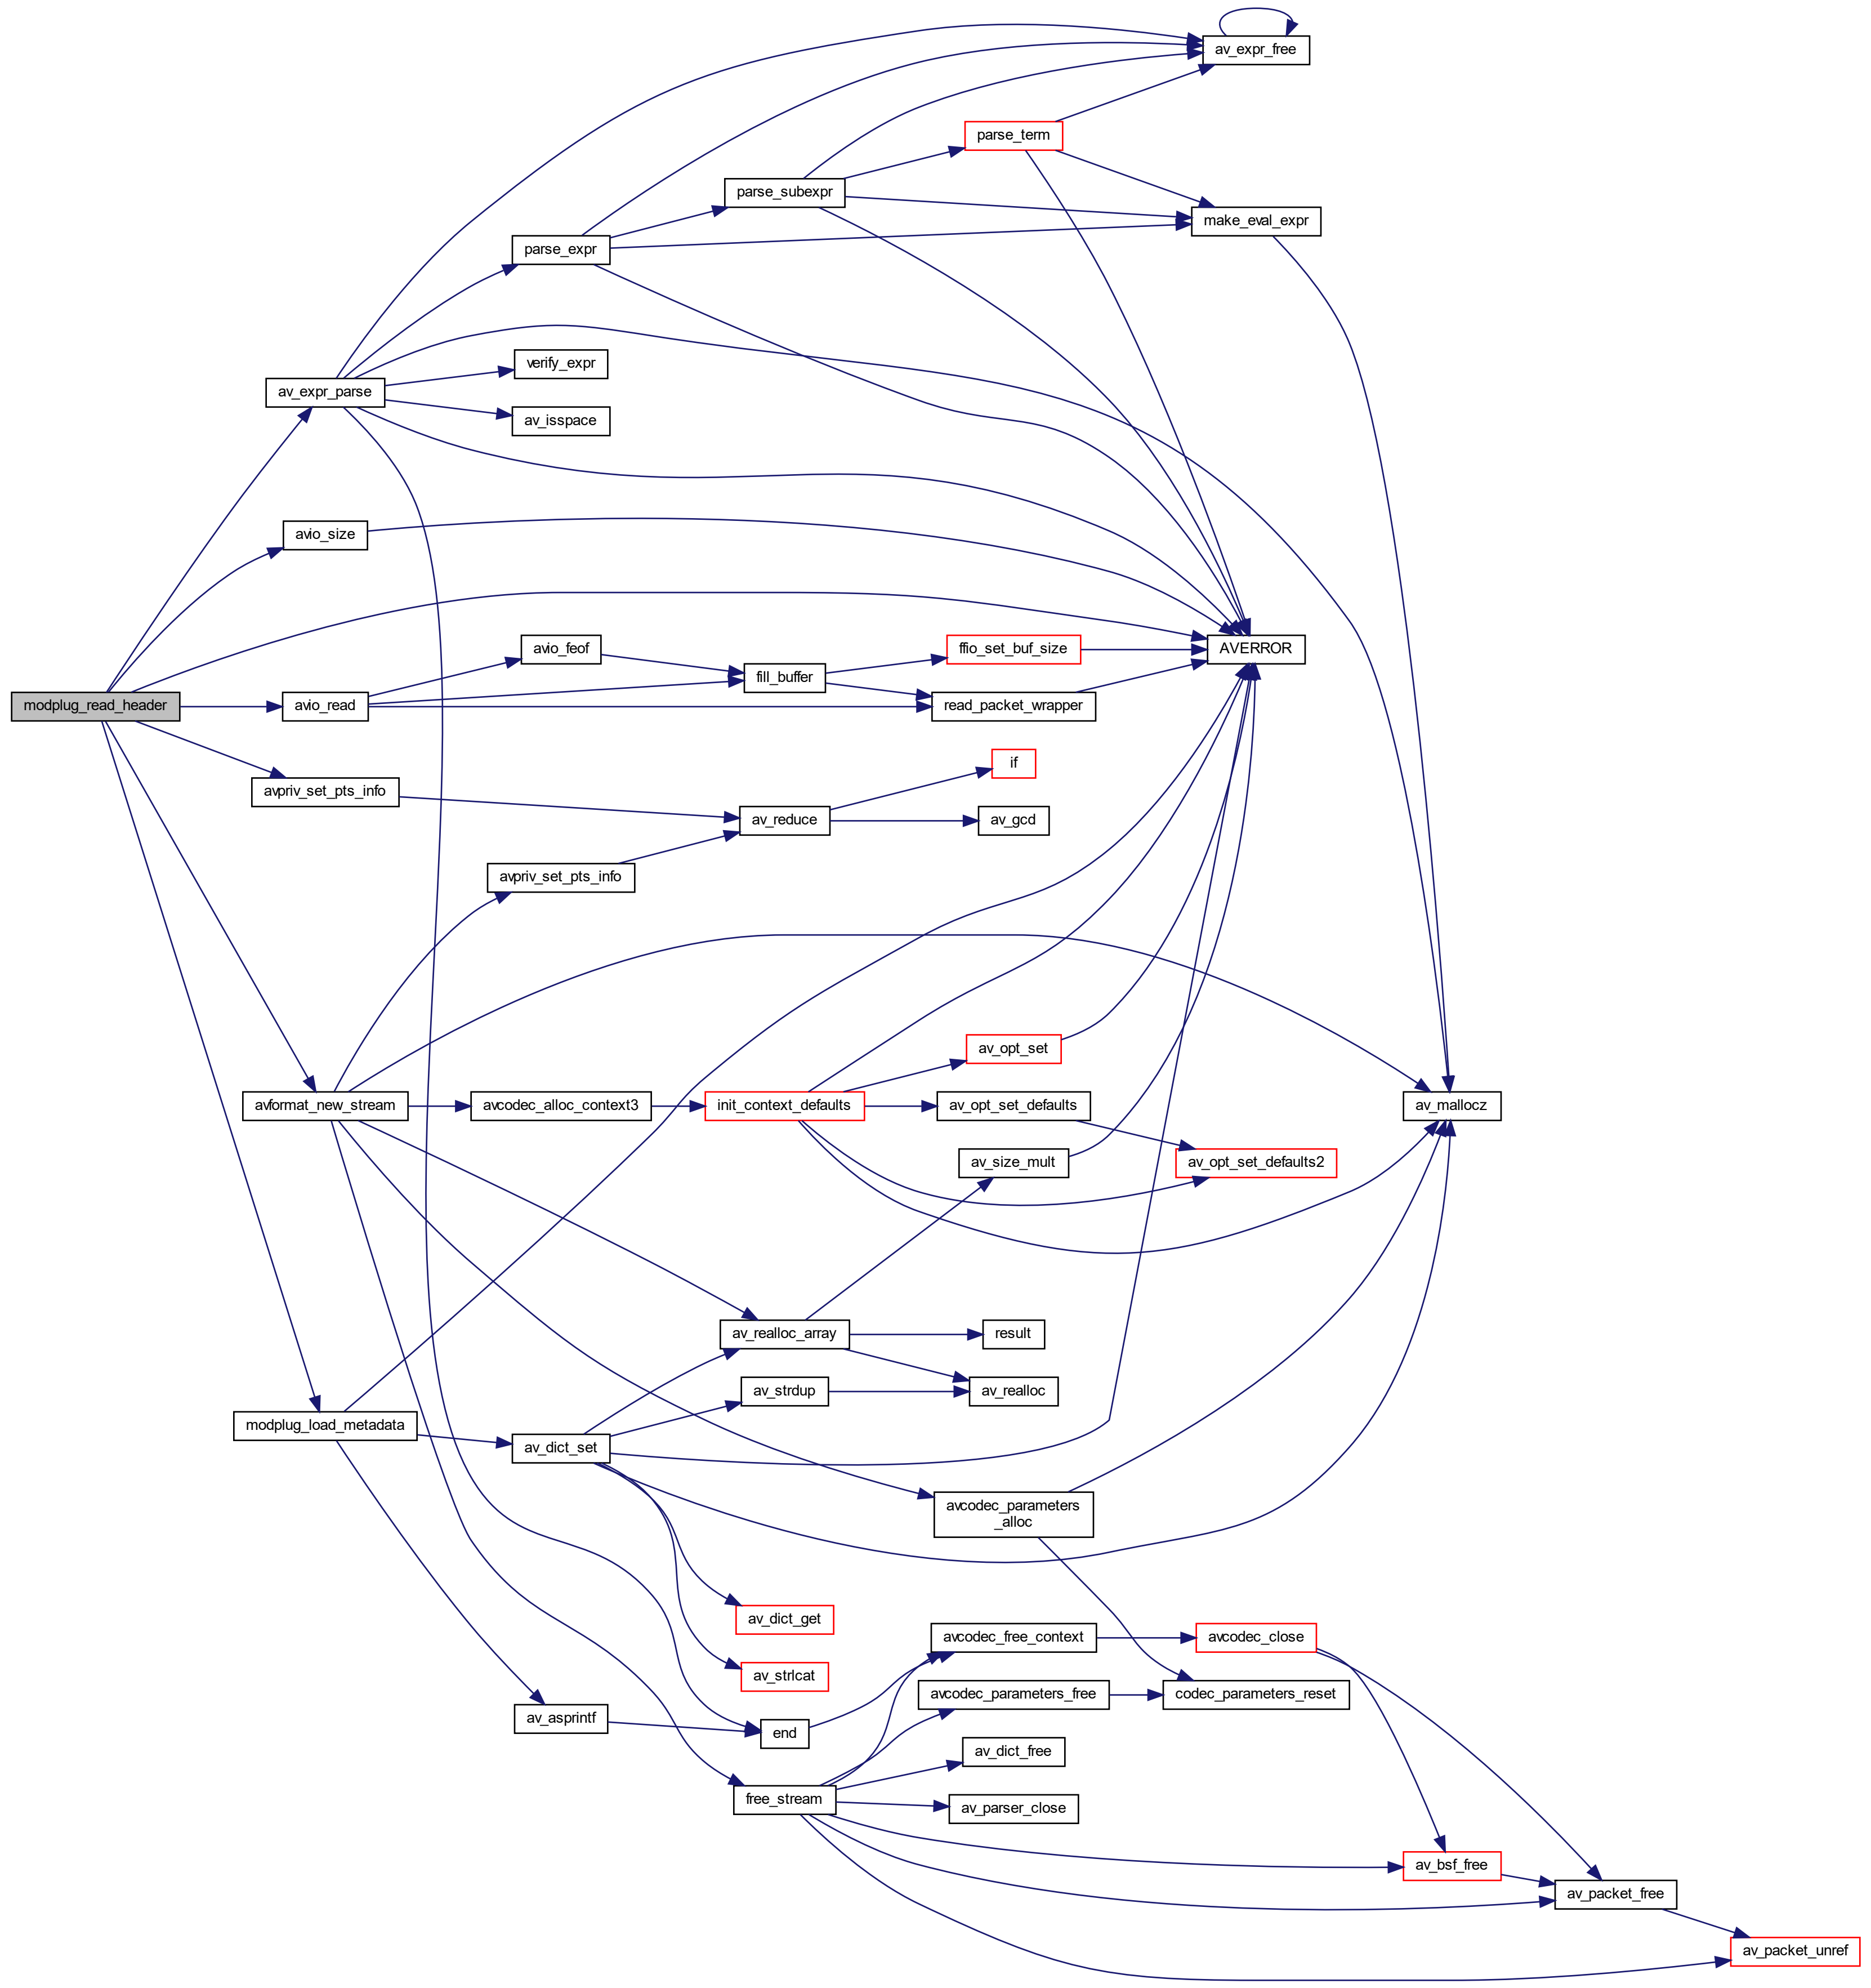 av_expr_free
parse_term
parse_subexpr
make_eval_expr
parse_expr
verify_expr
av_expr_parse
av_isspace
avio_size
avio_feof
ffio_set_buf_size
AVERROR
fill_buffer
modplug_read_header
avio_read
read_packet_wrapper
if
avpriv_set_pts_info
av_reduce
av_gcd
avpriv_set_pts_info
av_opt_set
avformat_new_stream
avcodec_alloc_context3
init_context_defaults
av_opt_set_defaults
av_mallocz
av_size_mult
av_opt_set_defaults2
av_realloc_array
result
av_strdup
av_realloc
modplug_load_metadata
av_dict_set
avcodec_parameters
_alloc
av_dict_get
avcodec_free_context
avcodec_close
av_strlcat
avcodec_parameters_free
codec_parameters_reset
av_asprintf
end
av_dict_free
free_stream
av_parser_close
av_bsf_free
av_packet_free
av_packet_unref